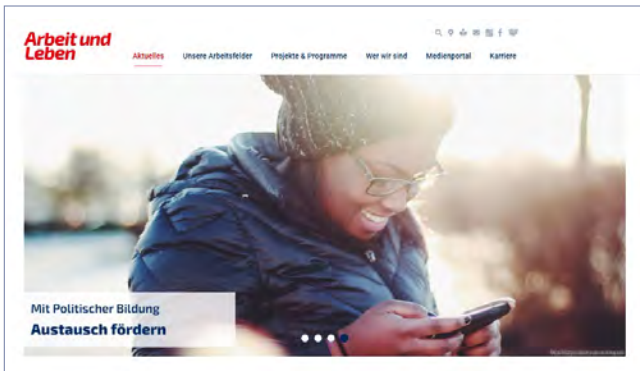 Arbeit und
Leben
Aktuelles Unsere Arbeitsfelder Projekte & Programme Wer wir sind Medienportal Karriere
Mit Politischer Bildung
Austausch fördern